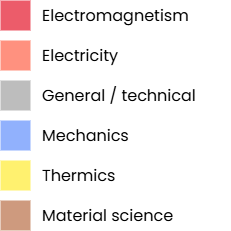 Electromagnetism
Electricity
General / technical
Mechanics
Thermics
Material science